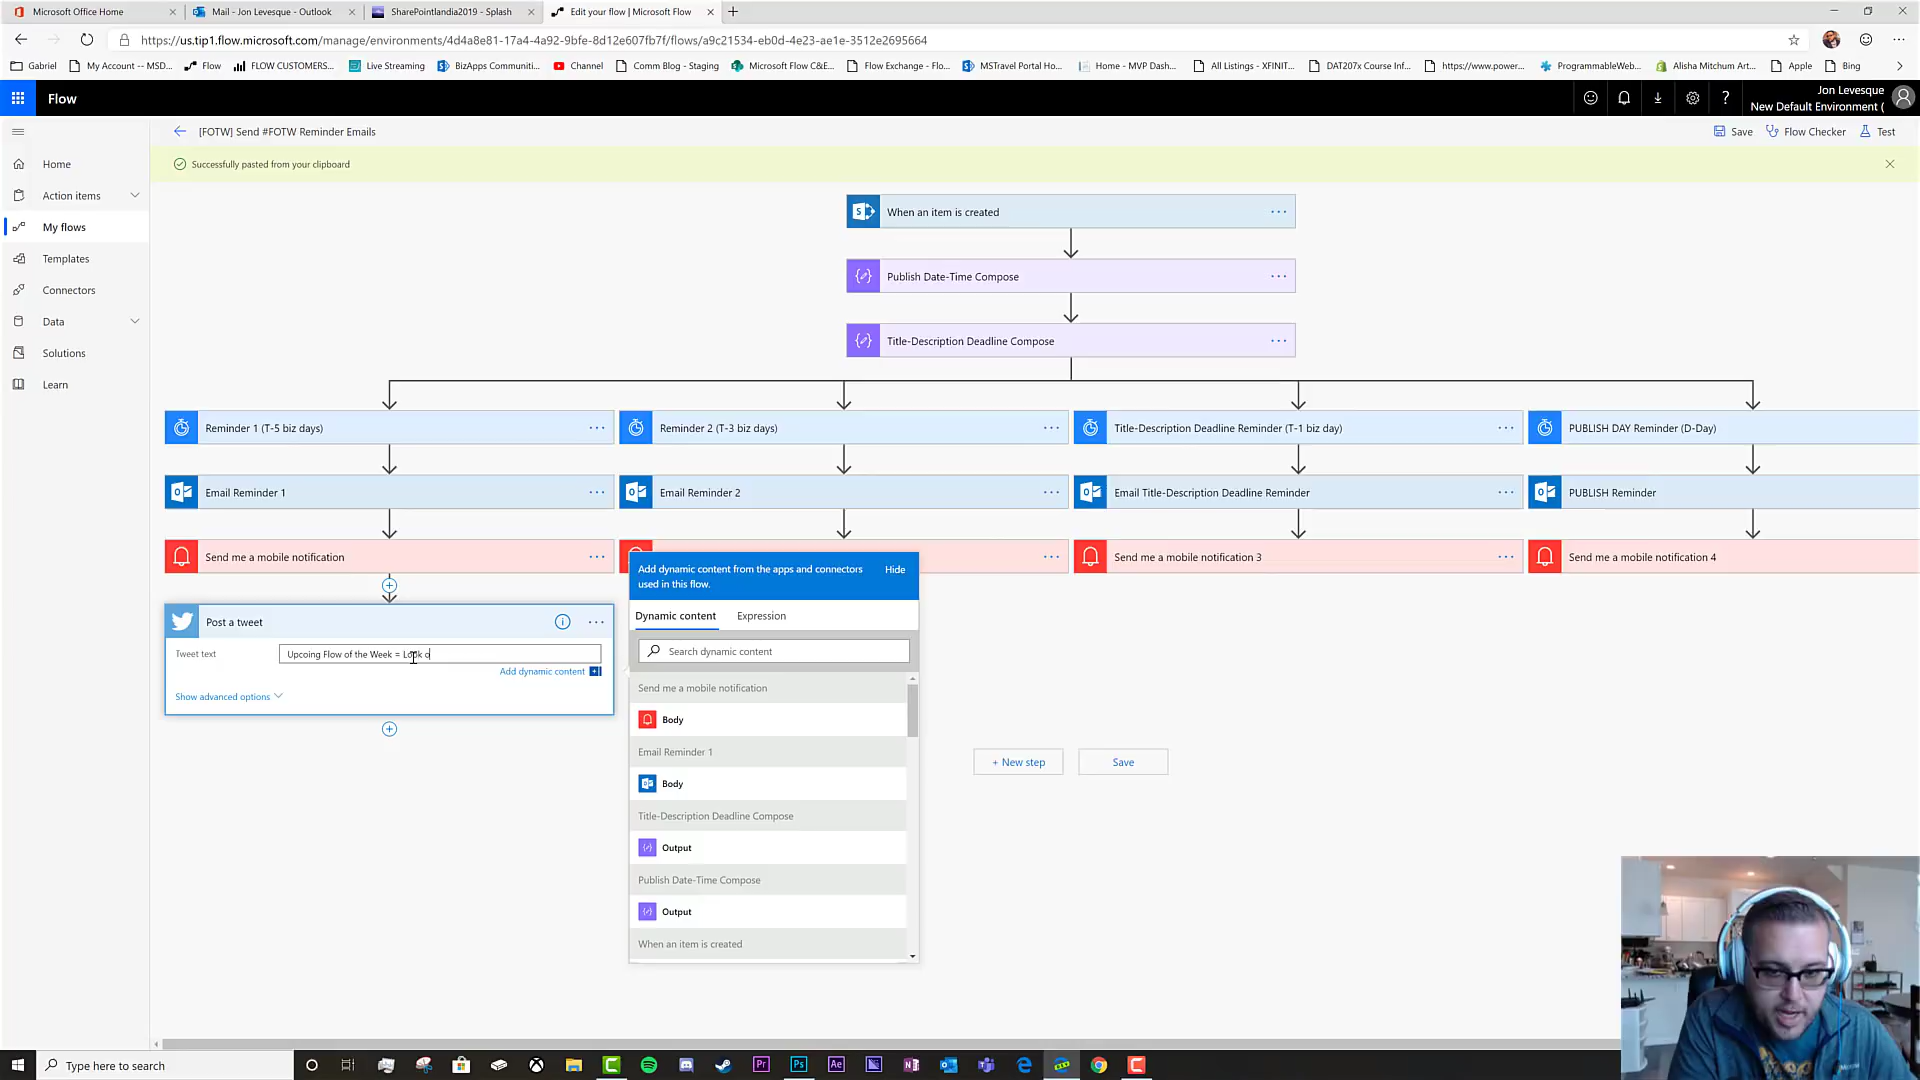 Microsoft Office Home
Mail - Jon Levesque - Outlook
SharePointlandia2019 - Splash
Edit your flow | Microsoft Flow
https://us.tip1.flow.microsoft.com/manage/environments/4d4a8e81-17a4-4a92-9bfe-8d12e607fb7f/flows/a9c21534-eb0d-4e23-ae1e-3512e2695664
Gabriel
My Account -- MSD...
Flow
FLOW CUSTOMERS...
Live Streaming
BizApps Communiti...
Channel
Comm Blog - Staging
Microsoft Flow C&E...
Flow Exchange - Flo...
MSTravel Portal Ho...
Home - MVP Dash...
All Listings - XFINIT...
DAT207x Course Inf...
https://www.power...
ProgrammableWeb...
Alisha Mitchum Art...
Apple
Bing
Flow
Jon Levesque
New Default Environment (
[FOTW] Send #FOTW Reminder Emails
Save
Flow Checker
Test
Successfully pasted from your clipboard
Home
Action items
My flows
Templates
Connectors
Data
Solutions
Learn
When an item is created
Publish Date-Time Compose
Title-Description Deadline Compose
Reminder 1 (T-5 biz days)
Reminder 2 (T-3 biz days)
Title-Description Deadline Reminder (T-1 biz day)
PUBLISH DAY Reminder (D-Day)
Email Reminder 1
Email Reminder 2
Email Title-Description Deadline Reminder
PUBLISH Reminder
Send me a mobile notification
Send me a mobile notification 3
Send me a mobile notification 4
Post a tweet
Tweet text
Upcoing Flow of the Week = Look o
Add dynamic content
Show advanced options
Add dynamic content from the apps and connectors
used in this flow.
Hide
Dynamic content
Expression
Search dynamic content
Send me a mobile notification
Body
Email Reminder 1
Body
Title-Description Deadline Compose
Output
Publish Date-Time Compose
Output
When an item is created
+ New step
Save
Type here to search